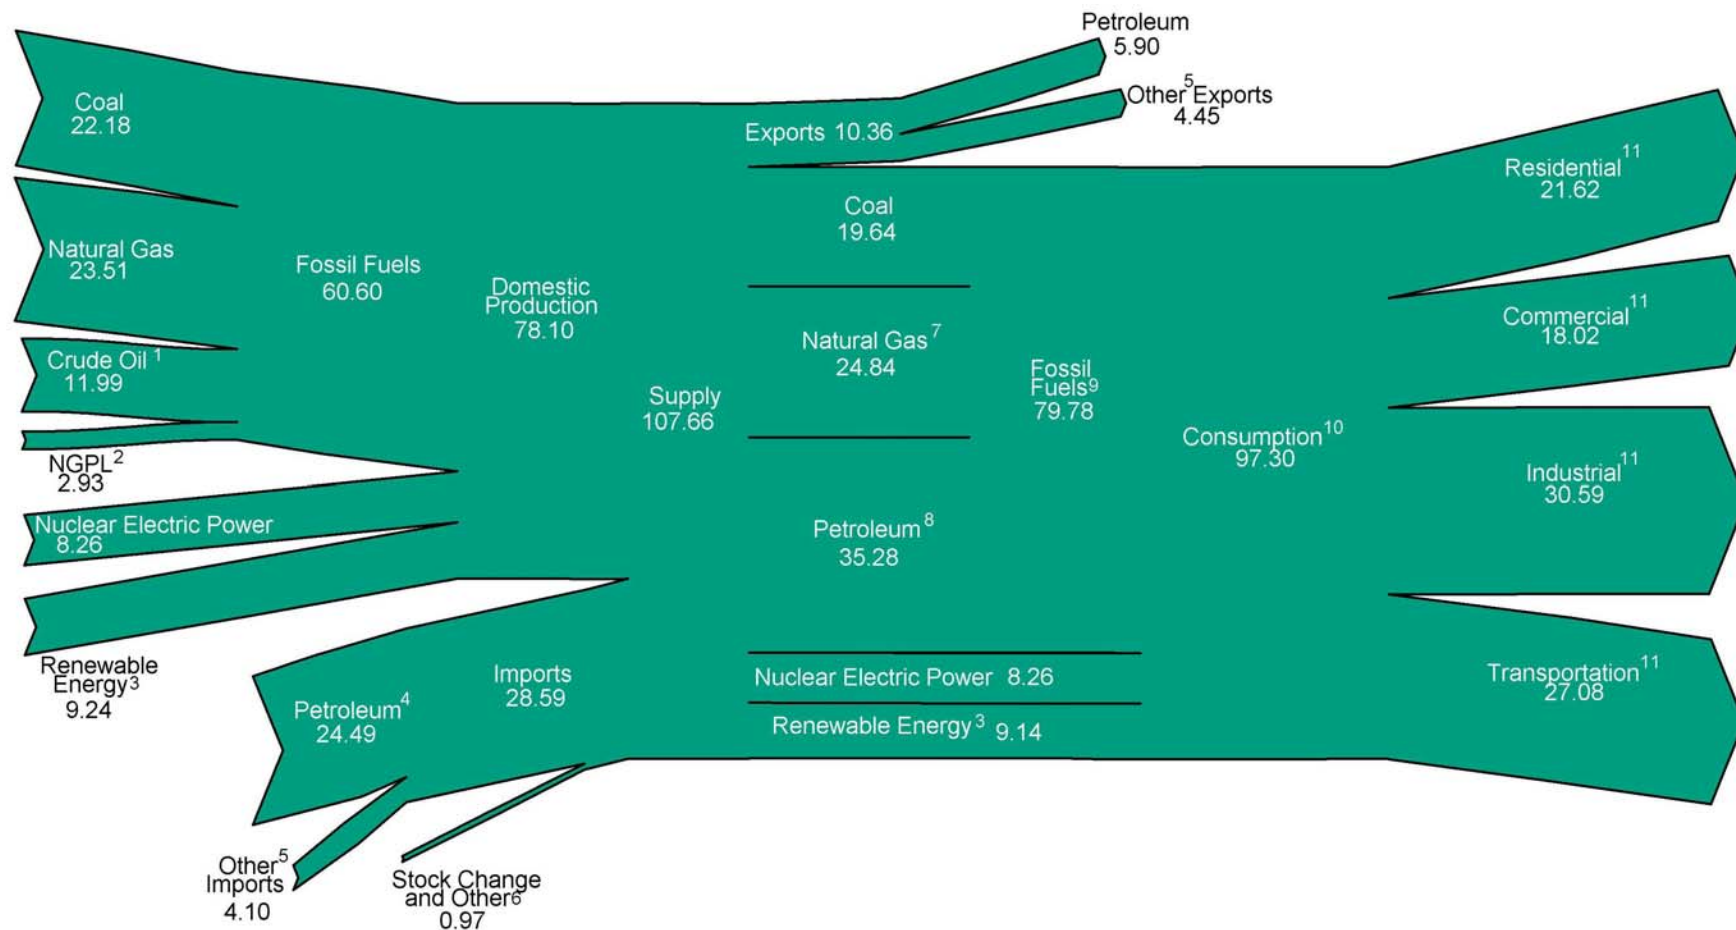 Petroleum
5.90
Other⁵ Exports
4.45
Exports 10.36
Coal
22.18
Natural Gas
23.51
Crude Oil¹
11.99
NGPL²
2.93
Nuclear Electric Power
8.26
Renewable
Energy³
9.24
Fossil Fuels
60.60
Domestic
Production
78.10
Petroleum⁴
24.49
Imports
28.59
Other⁵
Imports
4.10
Stock Change
and Other⁶
0.97
Supply
107.66
Coal
19.64
Natural Gas⁷
24.84
Petroleum⁸
35.28
Nuclear Electric Power 8.26
Renewable Energy³ 9.14
Fossil
Fuels⁹
79.78
Consumption¹⁰
97.30
Residential¹¹
21.62
Commercial¹¹
18.02
Industrial¹¹
30.59
Transportation¹¹
27.08